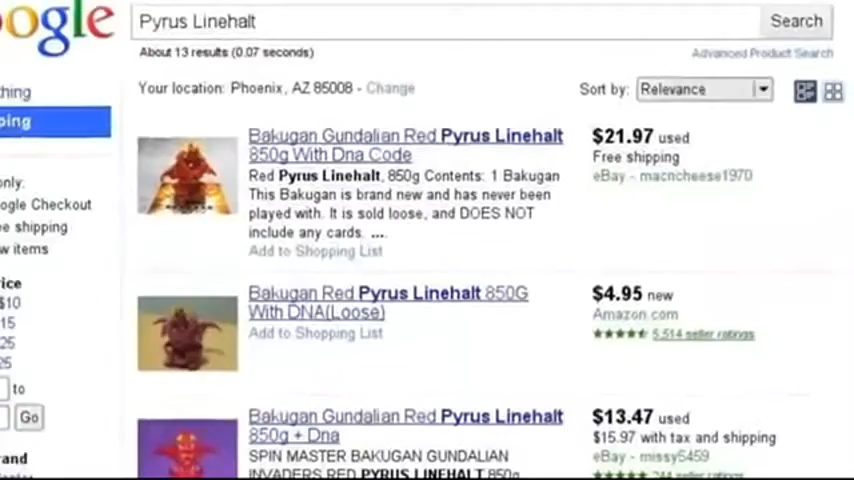 ogle Pyrus Linehalt Search
About 13 results (0.07 seconds) Advanced Product Search
hing Your location: Phoenix, AZ 85008 - Change Sort by: Relevance
ping
Bakugan Gundalian Red Pyrus Linehalt $21.97 used
850g With Dna Code Free shipping
Red Pyrus Linehalt, 850g Contents: 1 Bakugan eBay - macncheese1970
only: This Bakugan is brand new and has never been
ogle Checkout played with. It is sold loose, and DOES NOT
e shipping include any cards. ...
w items Add to Shopping List
ice
$10 Bakugan Red Pyrus Linehalt 850G $4.95 new
15 With DNA(Loose) Amazon.com
25 Add to Shopping List 5,514 seller ratings
25
to
Go
Bakugan Gundalian Red Pyrus Linehalt $13.47 used
850g + Dna $15.97 with tax and shipping
rand SPIN MASTER BAKUGAN GUNDALIAN eBay - missy5459
INVADERS RED PYRUS LINEHALT 850g 244 seller ratings